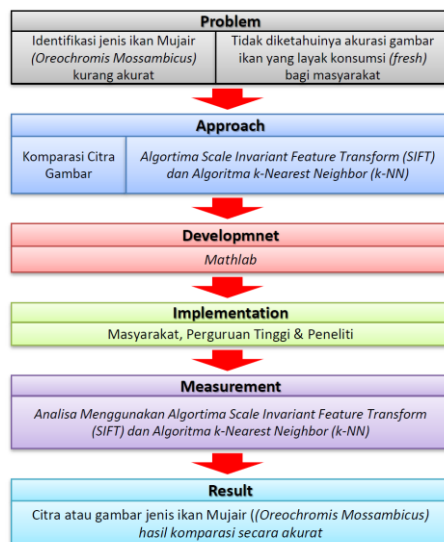 Problem
Identifikasi jenis ikan Mujair
(Oreochromis Mossambicus)
kurang akurat
Tidak diketahuinya akurasi gambar
ikan yang layak konsumsi (fresh)
bagi masyarakat
Approach
Komparasi Citra
Gambar
Algortima Scale Invariant Feature Transform (SIFT)
dan Algoritma k-Nearest Neighbor (k-NN)
Developmnet
Mathlab
Implementation
Masyarakat, Perguruan Tinggi & Peneliti
Measurement
Analisa Menggunakan Algortima Scale Invariant Feature Transform
(SIFT) dan Algoritma k-Nearest Neighbor (k-NN)
Result
Citra atau gambar jenis ikan Mujair ((Oreochromis Mossambicus)
hasil komparasi secara akurat